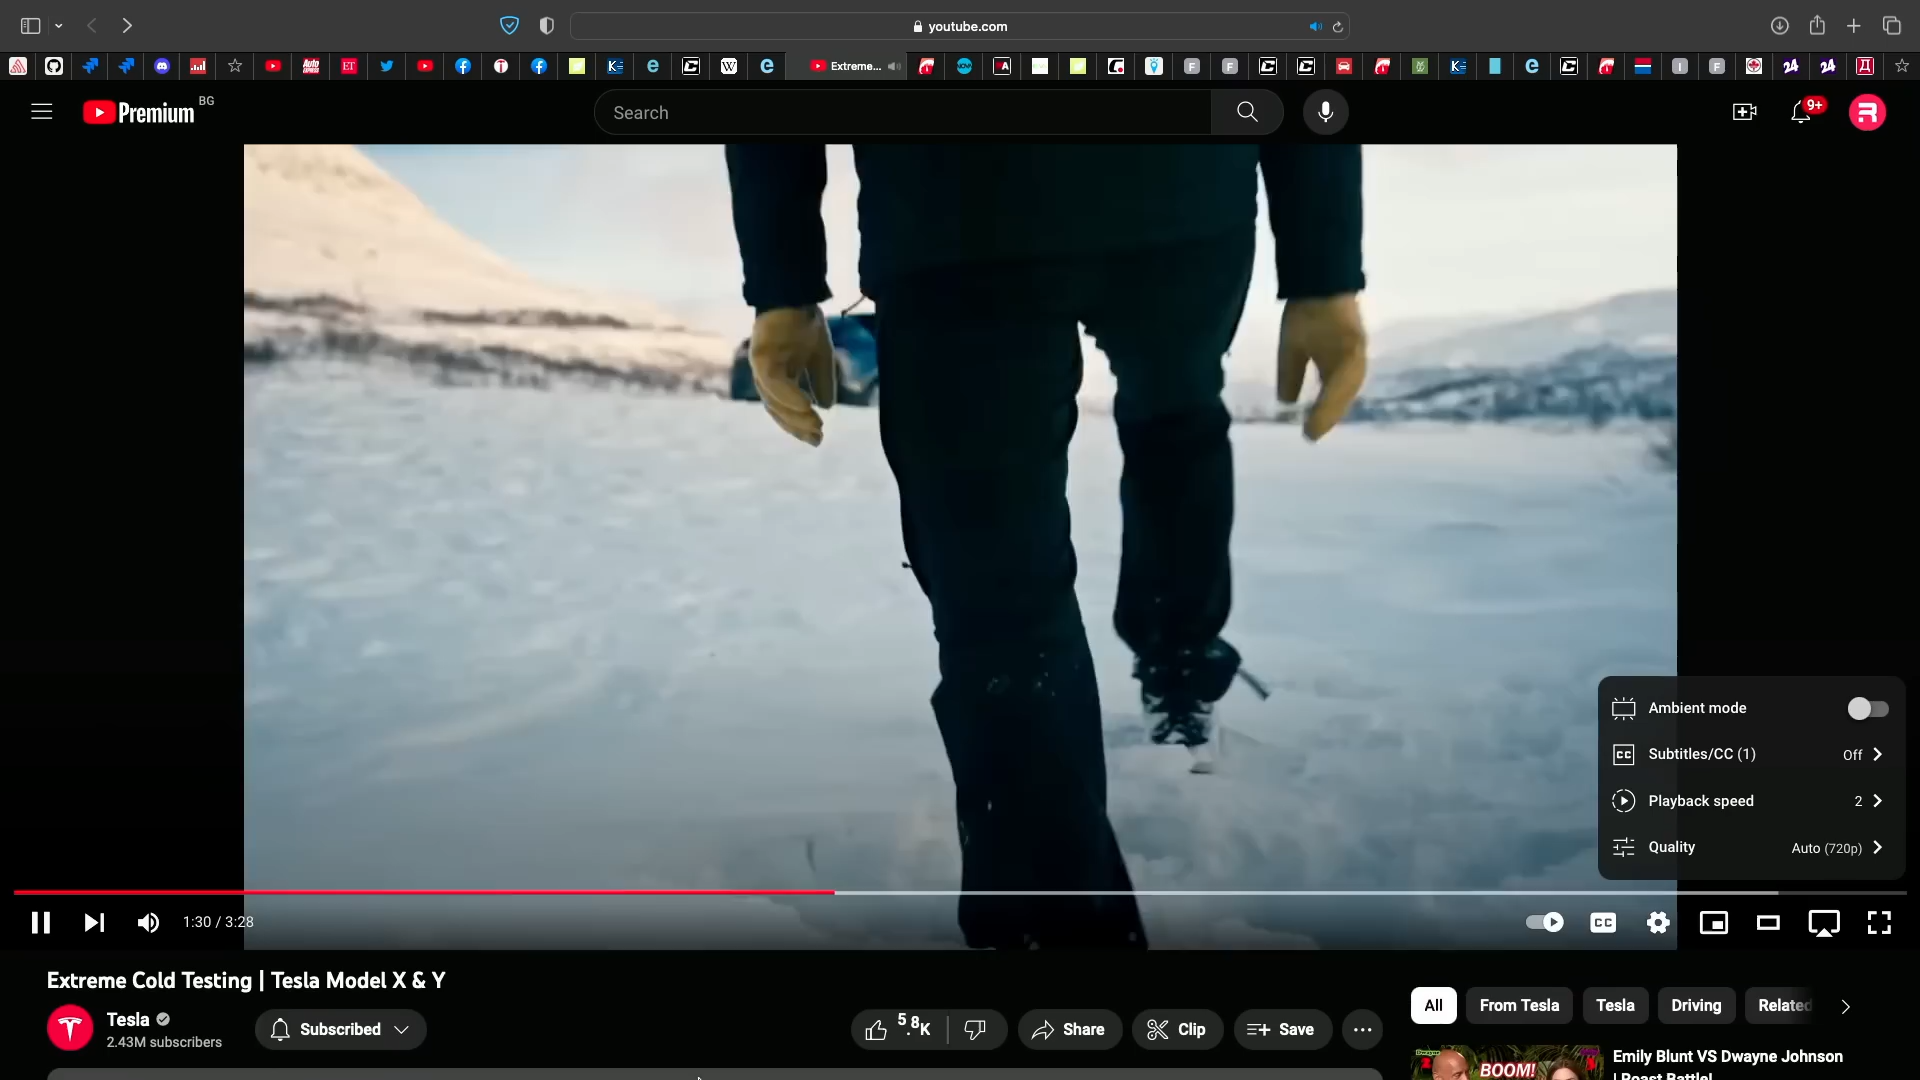 youtube.com
Extreme...
Premium
BG
Search
9+
Ambient mode
Subtitles/CC (1)
Off
Playback speed
2
Quality
Auto (720p)
1:30 / 3:28
Extreme Cold Testing | Tesla Model X & Y
Tesla
2.43M subscribers
Subscribed
5.8K
Share
Clip
Save
All
From Tesla
Tesla
Driving
Related
BOOM!
Emily Blunt VS Dwayne Johnson
| Roast Battle!